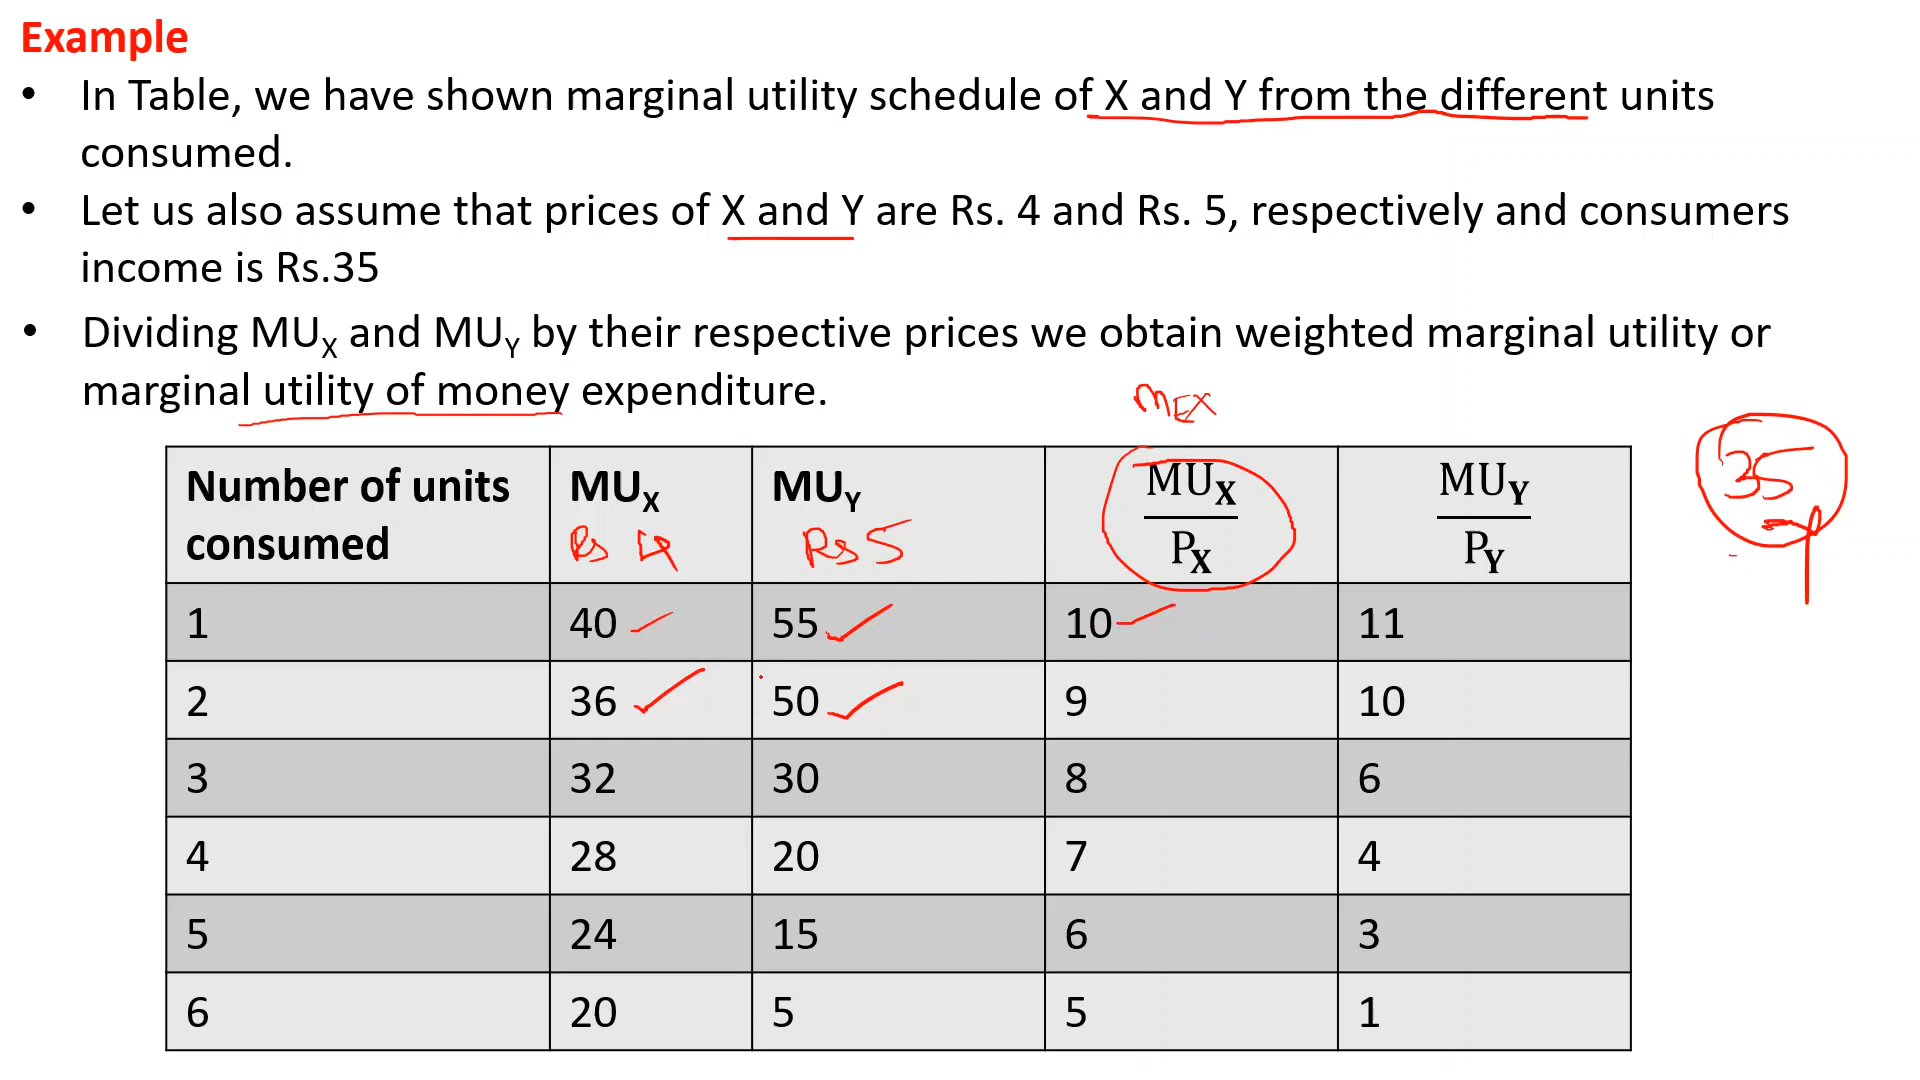 Example
• In Table, we have shown marginal utility schedule of X and Y from the different units
consumed.
• Let us also assume that prices of X and Y are Rs. 4 and Rs. 5, respectively and consumers
income is Rs.35
• Dividing MUX and MUY by their respective prices we obtain weighted marginal utility or
marginal utility of money expenditure.
MEX
35
Number of units consumed MUX Rs 4 MUY Rs 5 MUX/PX MUY/PY
1 40 55 10 11
2 36 50 9 10
3 32 30 8 6
4 28 20 7 4
5 24 15 6 3
6 20 5 5 1